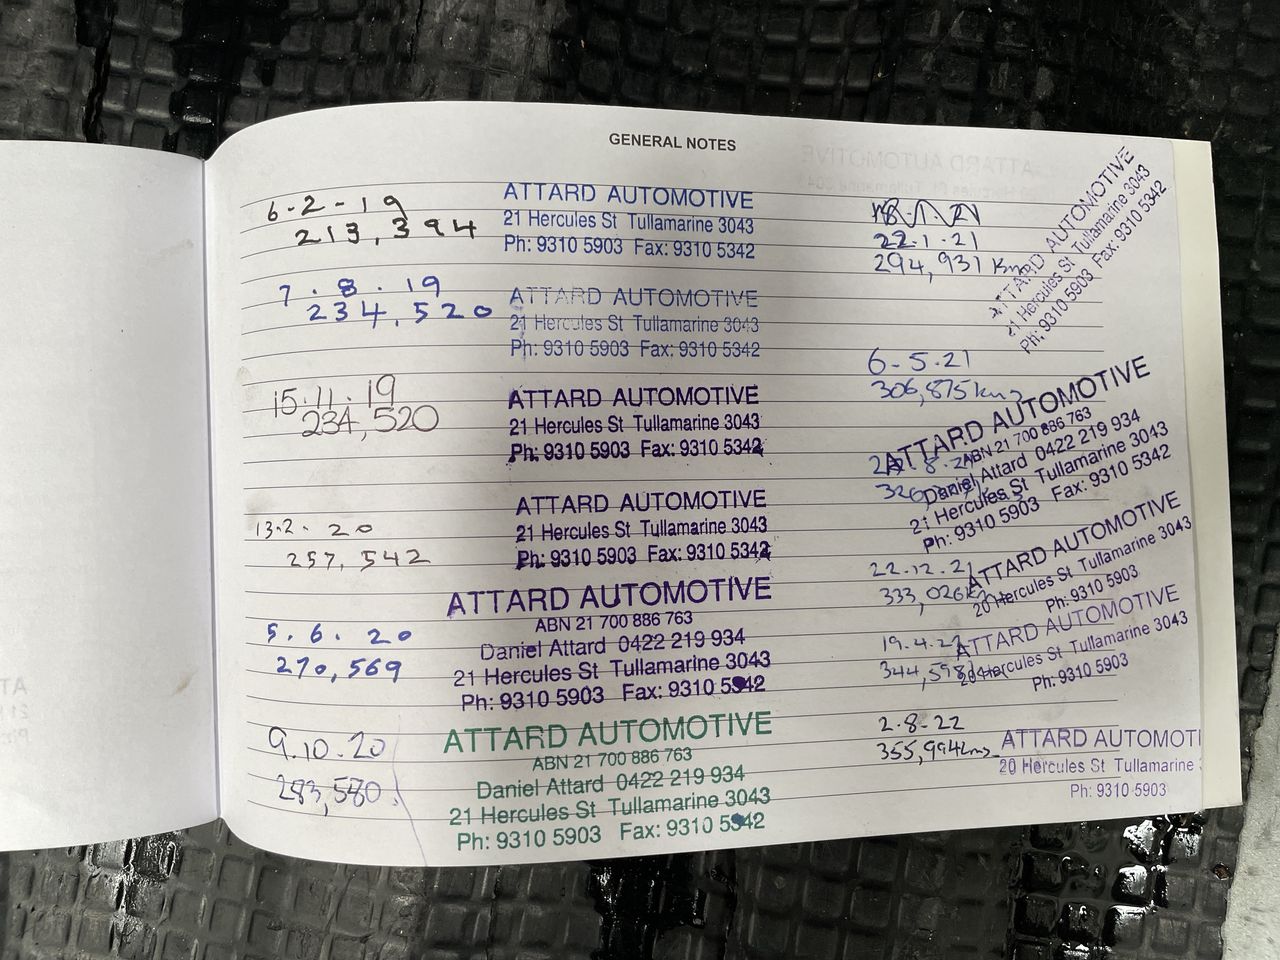 GENERAL NOTES
6-2-19
213,394
ATTARD AUTOMOTIVE
21 Hercules St Tullamarine 3043
Ph: 9310 5903 Fax: 9310 5342
7.8.19
234,520
ATTARD AUTOMOTIVE
21 Hercules St Tullamarine 3043
Ph: 9310 5903 Fax: 9310 5342
15.11.19
234,520
ATTARD AUTOMOTIVE
21 Hercules St Tullamarine 3043
Ph: 9310 5903 Fax: 9310 5342
13.2.20
257,542
ATTARD AUTOMOTIVE
21 Hercules St Tullamarine 3043
Ph: 9310 5903 Fax: 9310 5342
5.6.20
270,569
ATTARD AUTOMOTIVE
ABN 21 700 886 763
Daniel Attard 0422 219 934
21 Hercules St Tullamarine 3043
Ph: 9310 5903 Fax: 9310 5342
9.10.20
283,580
ATTARD AUTOMOTIVE
ABN 21 700 886 763
Daniel Attard 0422 219 934
21 Hercules St Tullamarine 3043
Ph: 9310 5903 Fax: 9310 5342
22.1.21
294,931 Kms
ATTARD AUTOMOTIVE
21 Hercules St Tullamarine 3043
Ph: 9310 5903 Fax: 9310 5342
6-5.21
306,875kms
ATTARD AUTOMOTIVE
ABN 21 700 886 763
Daniel Attard 0422 219 934
21 Hercules St Tullamarine 3043
Ph: 9310 5903 Fax: 9310 5342
22.12.21
333,026
ATTARD AUTOMOTIVE
20 Hercules St Tullamarine 3043
Ph: 9310 5903
19.4.22
ATTARD AUTOMOTIVE
20 Hercules St Tullamarine 3043
Ph: 9310 5903
2-8-22
355,994kms
ATTARD AUTOMOTI
20 Hercules St Tullamarine
Ph: 9310 5903